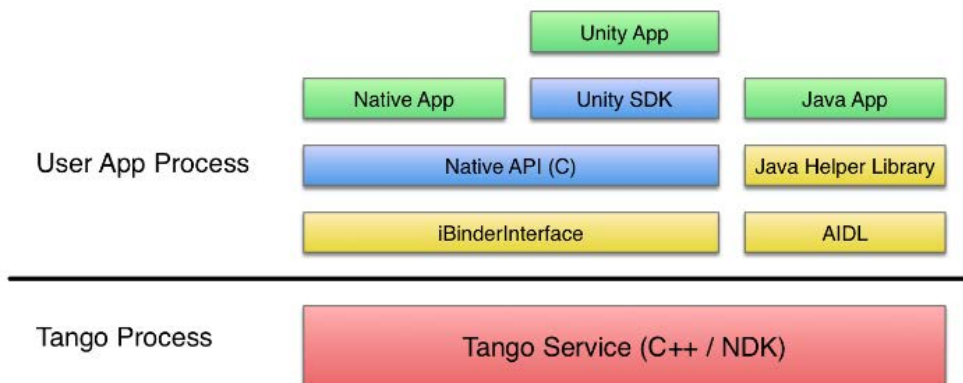 Unity App
Native App
Unity SDK
Java App
User App Process
Native API (C)
Java Helper Library
iBinderInterface
AIDL
Tango Process
Tango Service (C++ / NDK)